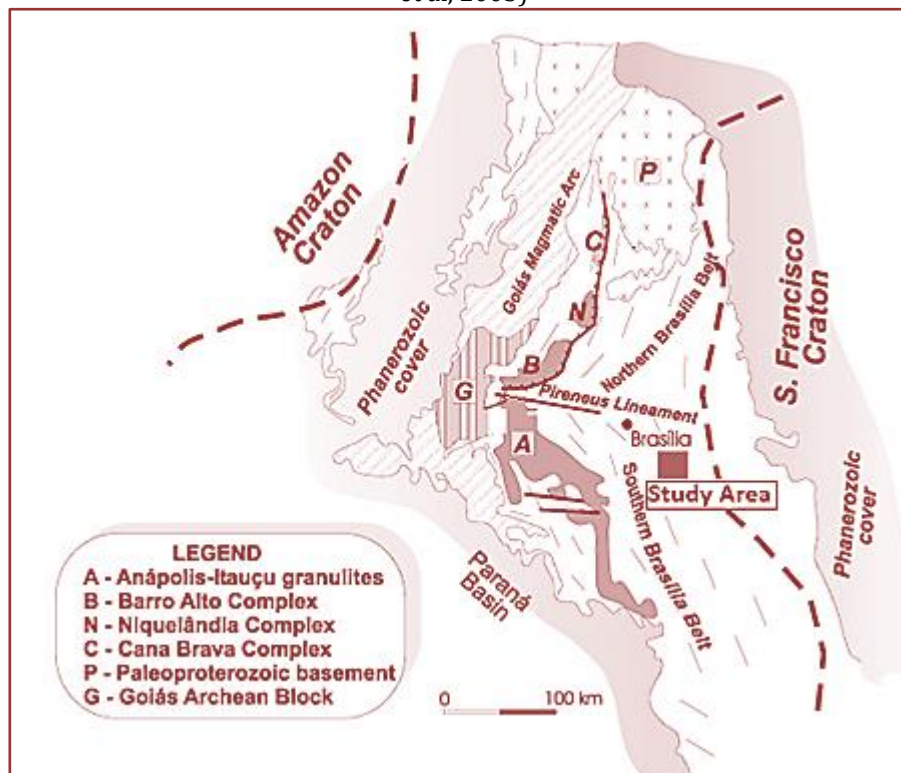 Amazon
Craton
Phanerozoic
cover
Goiás Magmatic Arc
P
C
N
B
G
A
Northern Brasília Belt
Pireneus Lineament
Brasília
Study Area
Southern Brasília Belt
S. Francisco
Craton
Phanerozoic
cover
Paraná
Basin
LEGEND
A - Anápolis-Itauçu granulites
B - Barro Alto Complex
N - Niquelândia Complex
C - Cana Brava Complex
P - Paleoproterozoic basement
G - Goiás Archean Block
0 100 km